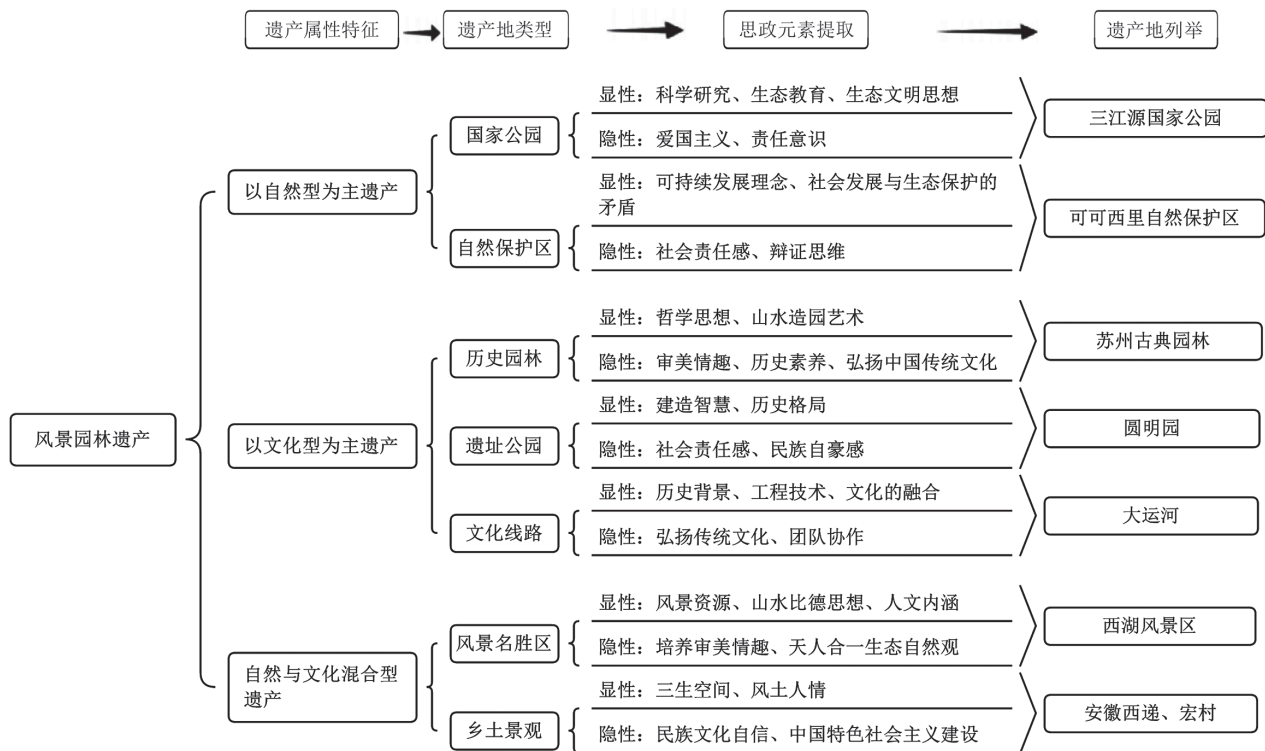 遗产属性特征
遗产地类型
思政元素提取
遗产地列举
风景园林遗产
以自然型为主遗产
国家公园
显性：科学研究、生态教育、生态文明思想
隐性：爱国主义、责任意识
三江源国家公园
自然保护区
显性：可持续发展理念、社会发展与生态保护的
矛盾
隐性：社会责任感、辩证思维
可可西里自然保护区
以文化型为主遗产
历史园林
显性：哲学思想、山水造园艺术
隐性：审美情趣、历史素养、弘扬中国传统文化
苏州古典园林
遗址公园
显性：建造智慧、历史格局
隐性：社会责任感、民族自豪感
圆明园
文化线路
显性：历史背景、工程技术、文化的融合
隐性：弘扬传统文化、团队协作
大运河
自然与文化混合型
遗产
风景名胜区
显性：风景资源、山水比德思想、人文内涵
隐性：培养审美情趣、天人合一生态自然观
西湖风景区
乡土景观
显性：三生空间、风土人情
隐性：民族文化自信、中国特色社会主义建设
安徽西递、宏村